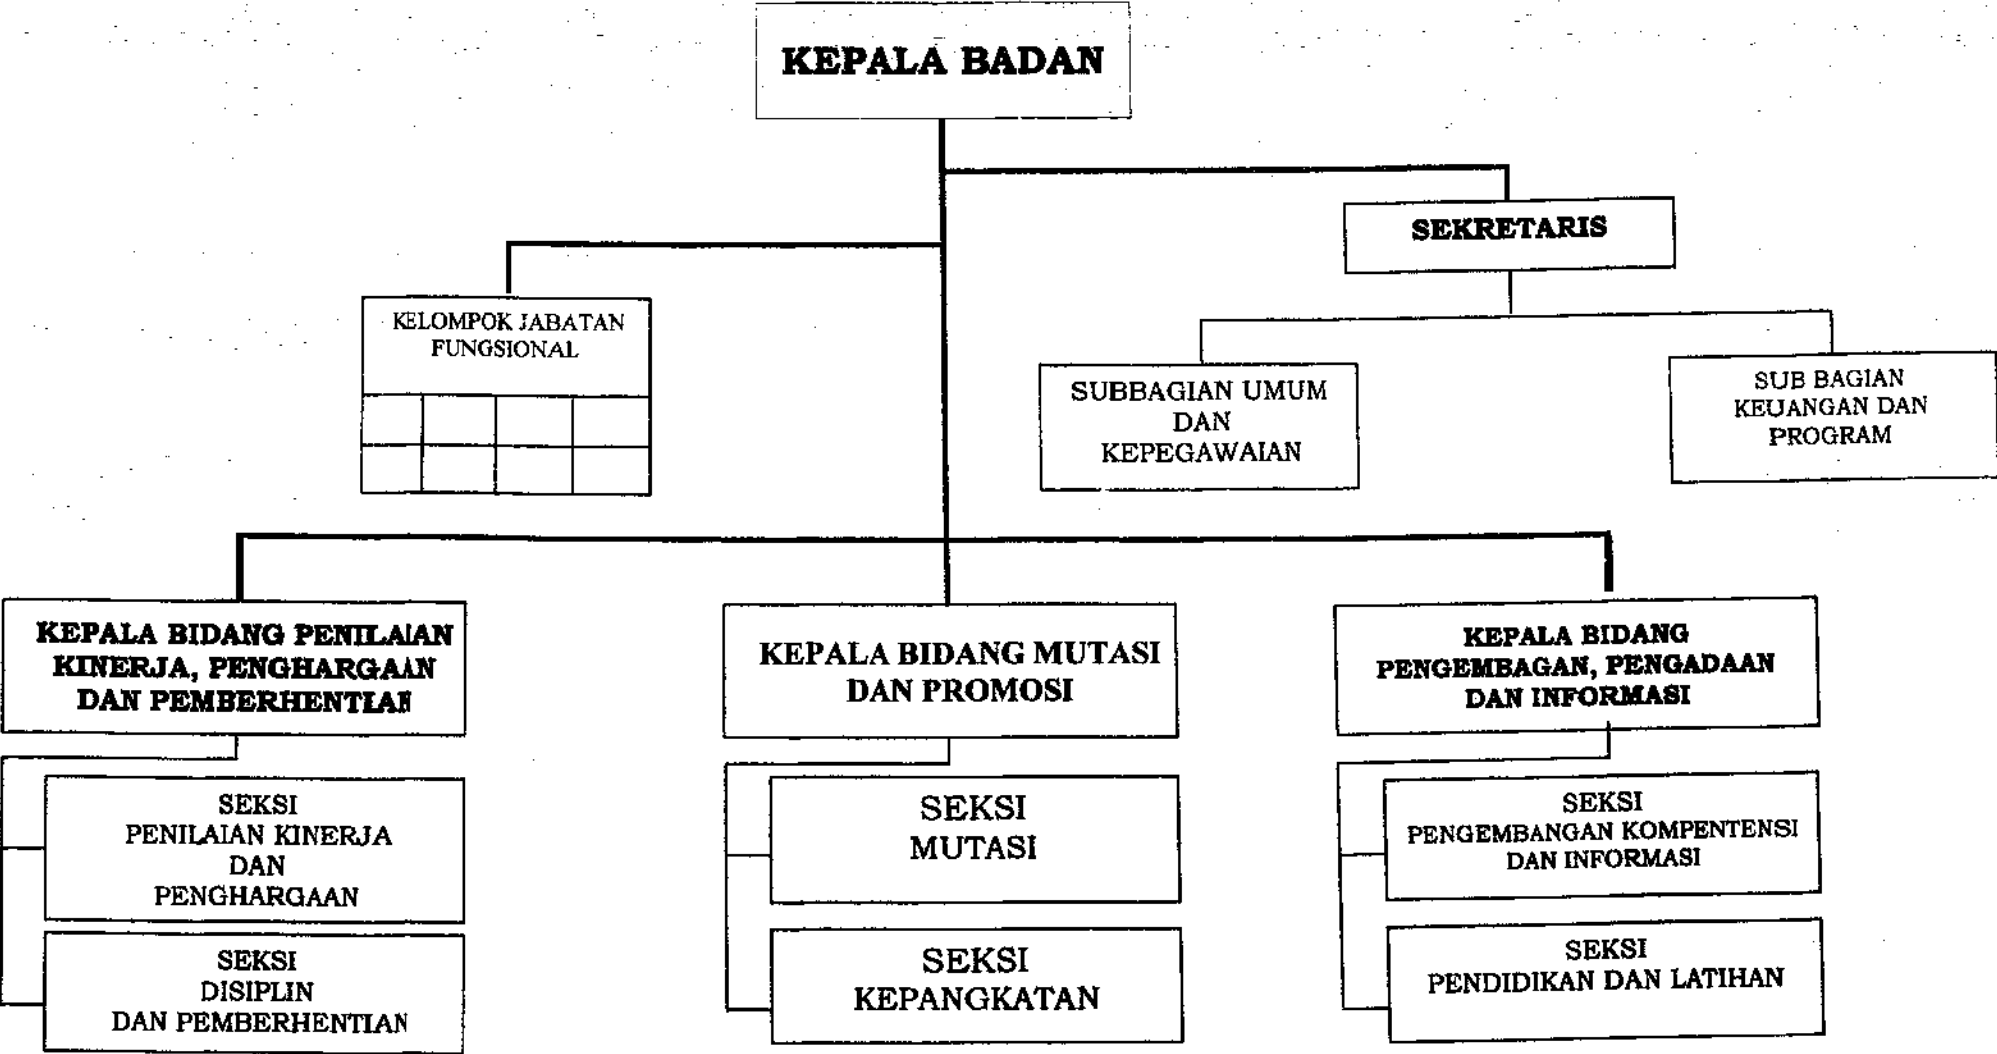 KEPALA BADAN
SEKRETARIS
KELOMPOK JABATAN
FUNGSIONAL
SUBBAGIAN UMUM
DAN
KEPEGAWAIAN
SUB BAGIAN
KEUANGAN DAN
PROGRAM
KEPALA BIDANG PENILAIAN
KINERJA, PENGHARGAAN
DAN PEMBERHENTIAN
KEPALA BIDANG MUTASI
DAN PROMOSI
KEPALA BIDANG
PENGEMBAGAN, PENGADAAN
DAN INFORMASI
SEKSI
PENILAIAN KINERJA
DAN
PENGHARGAAN
SEKSI
MUTASI
SEKSI
PENGEMBANGAN KOMPENTENSI
DAN INFORMASI
SEKSI
DISIPLIN
DAN PEMBERHENTIAN
SEKSI
KEPANGKATAN
SEKSI
PENDIDIKAN DAN LATIHAN